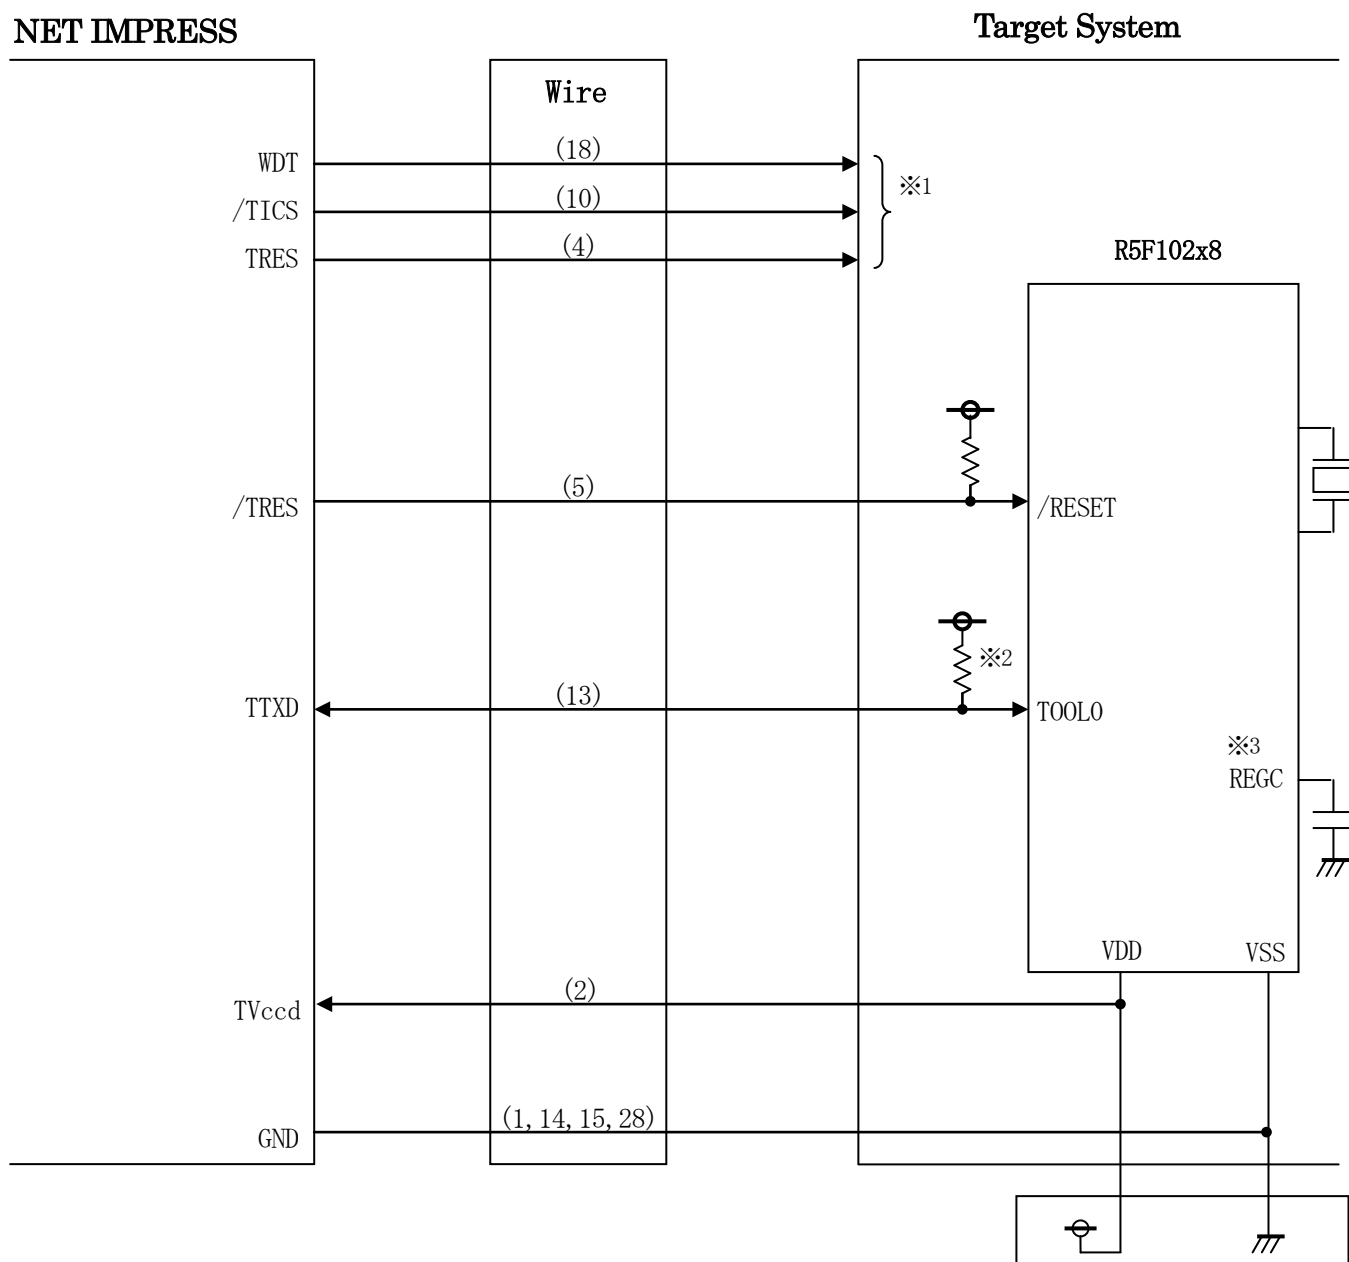 NET IMPRESS
Target System
Wire
WDT
(18)
※1
/TICS
(10)
TRES
(4)
R5F102x8
/TRES
(5)
/RESET
※2
TTXD
(13)
TOOL0
※3
REGC
VDD
VSS
TVccd
(2)
GND
(1,14,15,28)